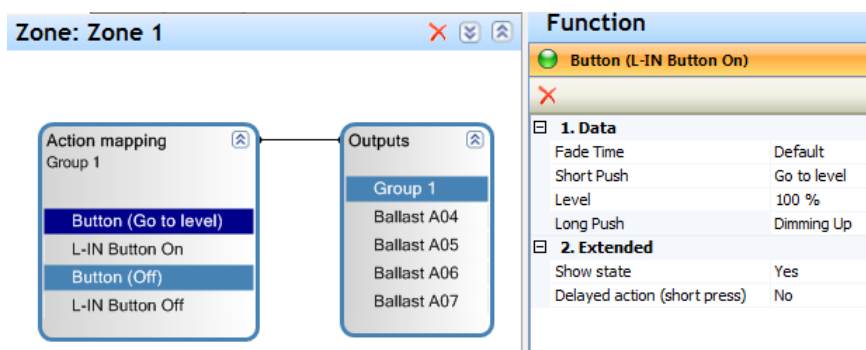 Zone: Zone 1
Action mapping
Group 1
Button (Go to level)
L-IN Button On
Button (Off)
L-IN Button Off
Outputs
Group 1
Ballast A04
Ballast A05
Ballast A06
Ballast A07
Function
Button (L-IN Button On)
1. Data
Fade Time Default
Short Push Go to level
Level 100 %
Long Push Dimming Up
2. Extended
Show state Yes
Delayed action (short press) No